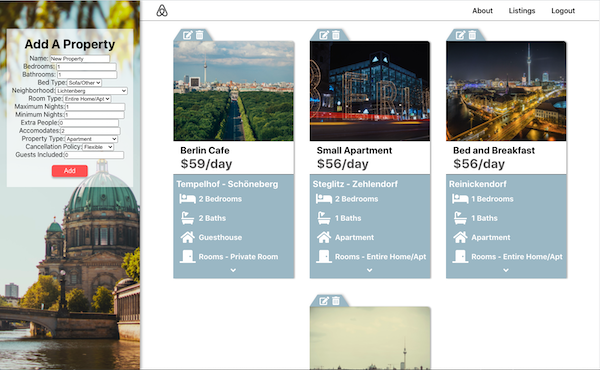 About Listings Logout
Add A Property
Name: New Property
Bedrooms: 1
Bathrooms: 1
Bed Type: Sofa/Other
Neighborhood: Lichtenberg
Room Type: Entire Home/Apt
Maximum Nights: 1
Minimum Nights: 1
Extra People: 0
Accomodates: 2
Property Type: Apartment
Cancellation Policy: Flexible
Guests Included: 0
Add
Berlin Cafe
$59/day
Tempelhof - Schöneberg
2 Bedrooms
2 Baths
Guesthouse
Rooms - Private Room
Small Apartment
$56/day
Steglitz - Zehlendorf
2 Bedrooms
1 Baths
Apartment
Rooms - Entire Home/Apt
Bed and Breakfast
$56/day
Reinickendorf
1 Bedrooms
1 Baths
Apartment
Rooms - Entire Home/Apt